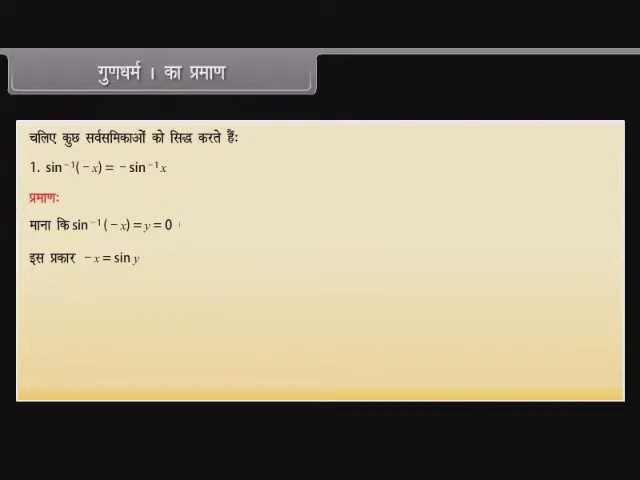 गुणधर्म । का प्रमाण
चलिए कुछ सर्वसमिकाओं को सिद्ध करते हैं:
1. sin⁻¹(−x) = −sin⁻¹x
प्रमाण:
माना कि sin⁻¹(−x) = y = 0
इस प्रकार −x = sin y